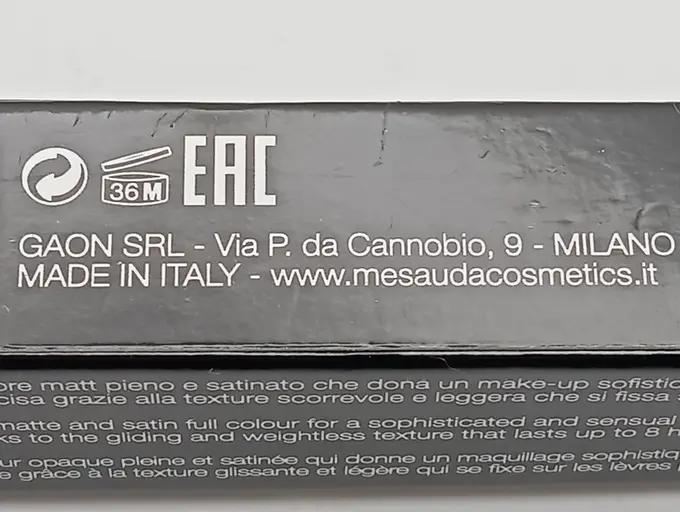 36M EAC
GAON SRL - Via P. da Cannobio, 9 - MILANO
MADE IN ITALY - www.mesaudacosmetics.it
matt pieno e satinato che dona un make-up
grazie alla texture scorrevole e leggera che si fissa
matte and satin full colour for a sophisticated and sensual
to the gliding and weightless texture that lasts up to 8
opaque pleine et satinée qui donne un maquillage
grâce à la texture glissante et légère qui se fixe sur les lèvres